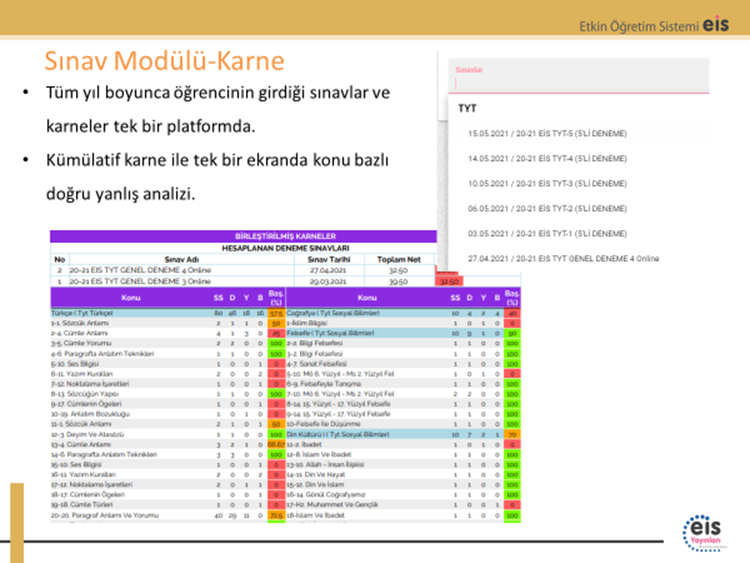 Etkin Öğretim Sistemi eis
Sınav Modülü-Karne
• Tüm yıl boyunca öğrencinin girdiği sınavlar ve
karneler tek bir platformda.
• Kümülatif karne ile tek bir ekranda konu bazlı
doğru yanlış analizi.
Sınavlar
TYT
15.05.2021 / 20-21 EİS TYT-5 (5'Lİ DENEME)
14.05.2021 / 20-21 EİS TYT-4 (5'Lİ DENEME)
10.05.2021 / 20-21 EİS TYT-3 (5'Lİ DENEME)
06.05.2021 / 20-21 EİS TYT-2 (5'Lİ DENEME)
03.05.2021 / 20-21 EİS TYT-1 (5'Lİ DENEME)
27.04.2021 / 20-21 EİS TYT GENEL DENEME 4 Online
BİRLEŞTİRİLMİŞ KARNELER
HESAPLANAN DENEME SINAVLARI
No Sınav Adı Sınav Tarihi Toplam Net
2 20-21 EIS TYT GENEL DENEME 4 Online 27.04.2021 32.50
1 20-21 EIS TYT GENEL DENEME 3 Online 29.03.2021 39.50 32.50
Konu SS D Y B Baş. (%) Konu SS D Y B Baş. (%)
Türkçe ( Tyt Türkçe) 80 46 18 16 57.5 Coğrafya ( Tyt Sosyal Bilimler) 10 4 2 4 40
1-1. Sözcük Anlamı 2 1 1 0 50 1-İklim Bilgisi 1 0 1 0 0
2-4. Cümle Anlamı 4 1 3 0 25 Felsefe ( Tyt Sosyal Bilimler) 10 9 1 0 90
3-5. Cümle Yorumu 2 2 0 0 100 2-2. Bilgi Felsefesi 1 1 0 0 100
4-6. Paragrafta Anlatım Teknikleri 1 1 0 0 100 3-2. Bilgi Felsefesi 1 1 0 0 100
5-10. Ses Bilgisi 1 0 0 1 0 4-7. Sanat Felsefesi 1 1 0 0 100
6-11. Yazım Kuralları 2 0 0 2 0 5-10. Mö 6. Yüzyıl - Ms 2. Yüzyıl Fel 1 0 1 0 0
7-12. Noktalama İşaretleri 1 0 0 1 0 6-9. Felsefeyle Tanışma 1 1 0 0 100
8-13. Sözcüğün Yapısı 1 1 0 0 100 7-10. Mö 6. Yüzyıl - Ms 2. Yüzyıl Fel 2 2 0 0 100
9-17. Cümlenin Ögeleri 1 0 0 1 0 8-14. 15. Yüzyıl - 17. Yüzyıl Felsefe 1 1 0 0 100
10-19. Anlatım Bozukluğu 1 0 1 0 0 9-14. 15. Yüzyıl - 17. Yüzyıl Felsefe 1 1 0 0 100
11-1. Sözcük Anlamı 2 1 0 1 50 10-Felsefe İle Düşünme 1 1 0 0 100
12-3. Deyim Ve Atasözü 1 1 0 0 100 Din Kültürü ( Tyt Sosyal Bilimler) 10 7 2 1 70
13-4. Cümle Anlamı 3 2 1 0 66.67 11-2. İbadet 1 0 1 0 0
14-6. Paragrafta Anlatım Teknikleri 3 3 0 0 100 12-8. İslam Ve İbadet 1 1 0 0 100
15-10. Ses Bilgisi 1 0 0 1 0 13-10. Allah - İnsan İlişkisi 1 1 0 0 100
16-11. Yazım Kuralları 2 0 0 2 0 14-11. Din Ve Hayat 1 1 0 0 100
17-12. Noktalama İşaretleri 2 0 1 1 0 15-12. Din Ve İslam 1 1 0 0 100
18-17. Cümlenin Ögeleri 1 0 0 1 0 16-14. Gönül Coğrafyamız 1 1 0 0 100
19-18. Cümle Türleri 1 0 0 1 0 17-Hz. Muhammet Ve Gençlik 1 0 0 1 0
20-20. Paragraf Anlamı Ve Yorumu 40 29 11 0 72.5 18-İslam Ve İbadet 1 1 0 0 100
eis
Yayınları